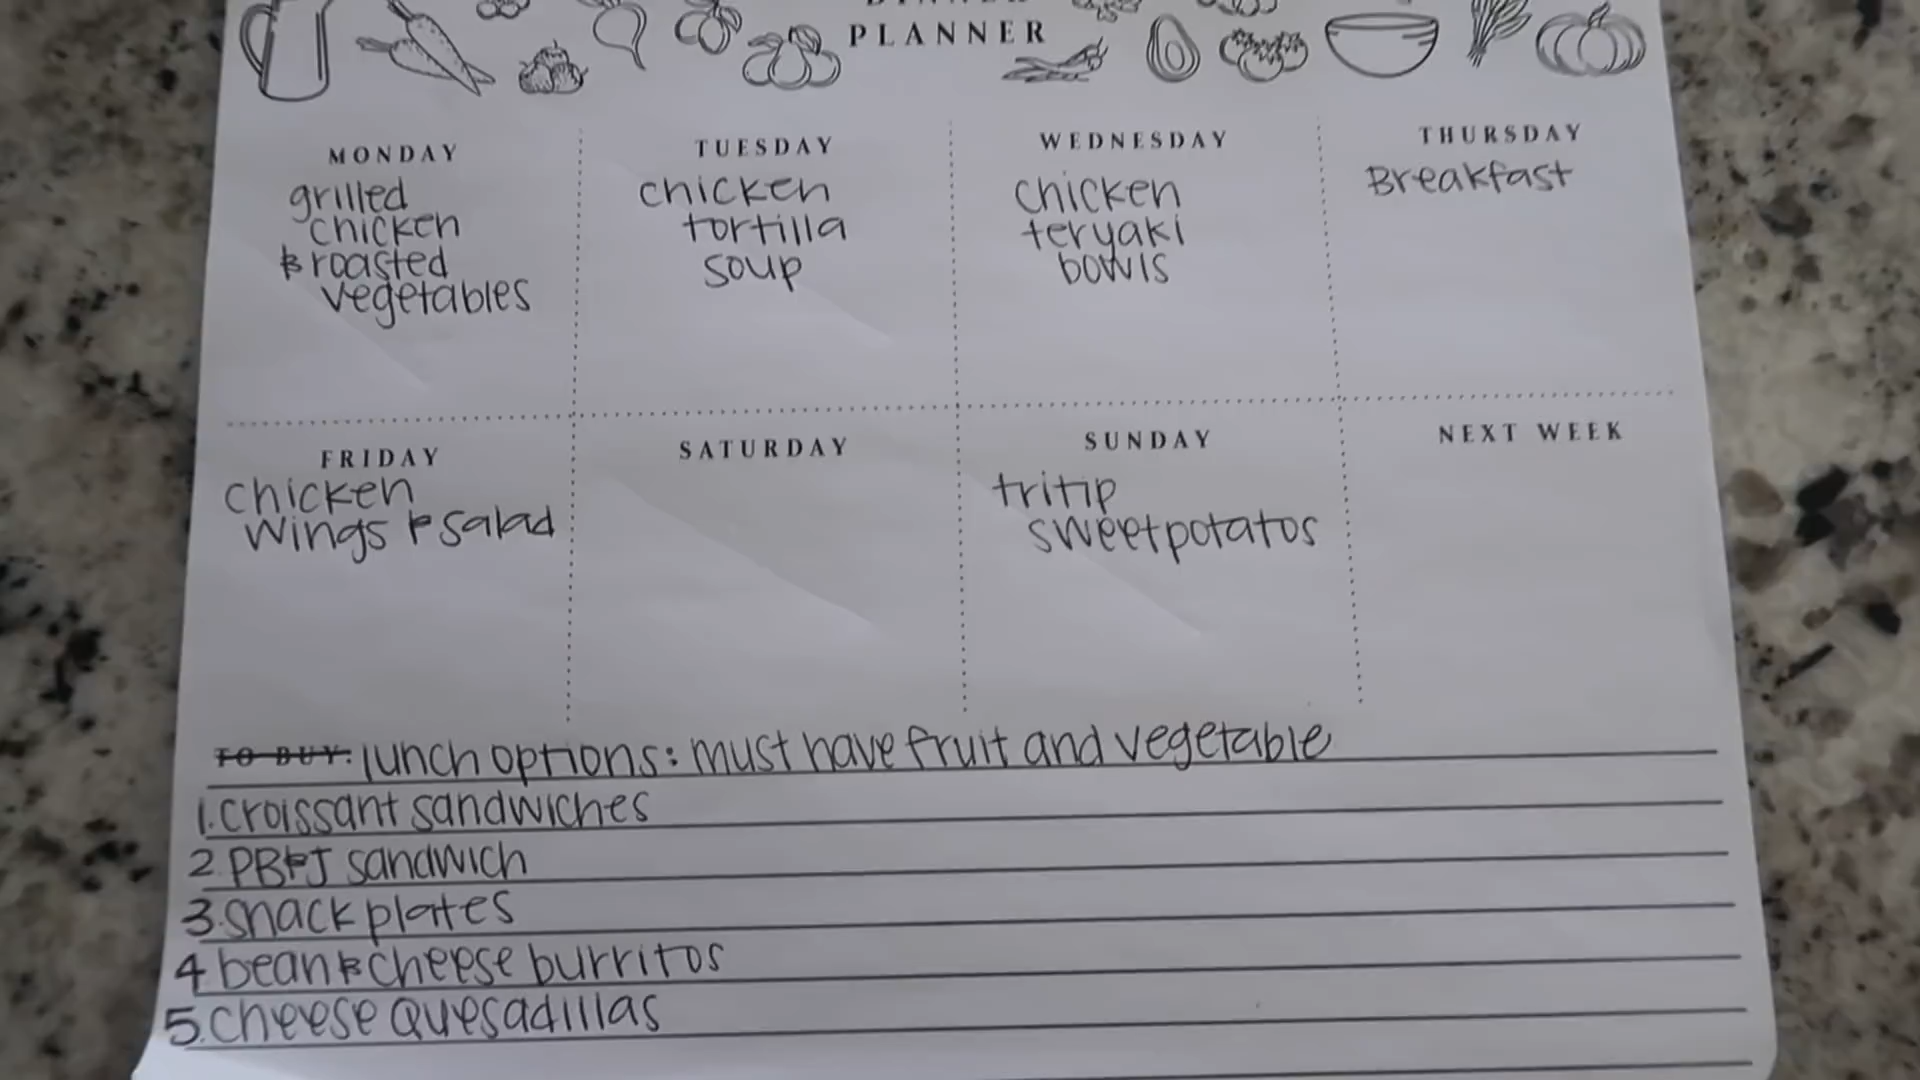 PLANNER
MONDAY
grilled
chicken
& roasted
vegetables
TUESDAY
chicken
tortilla
soup
WEDNESDAY
chicken
teryaki
bowls
THURSDAY
Breakfast
FRIDAY
chicken
wings & salad
SATURDAY
SUNDAY
tritip
sweetpotatos
NEXT WEEK
TO BUY: lunch options: must have fruit and vegetable
1. croissant sandwiches
2. PB&J sandwich
3. snack plates
4 bean & cheese burritos
5. cheese quesadillas